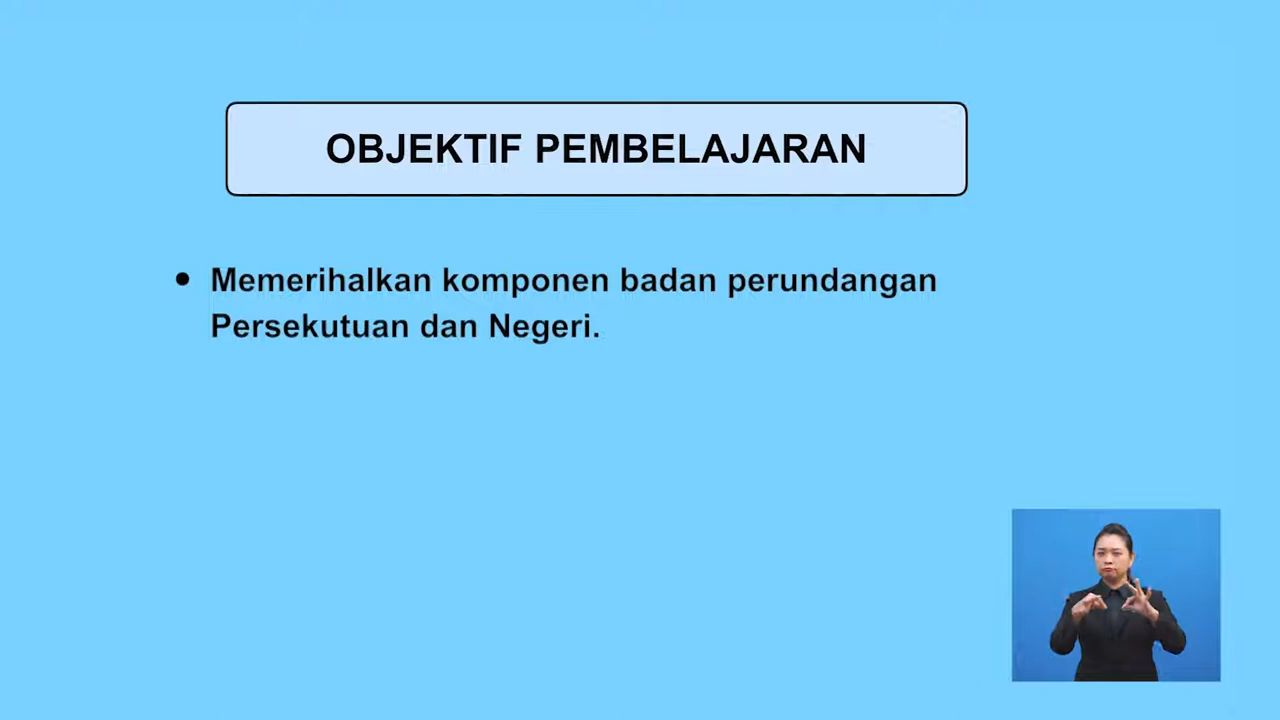 OBJEKTIF PEMBELAJARAN
• Memerihalkan komponen badan perundangan
Persekutuan dan Negeri.